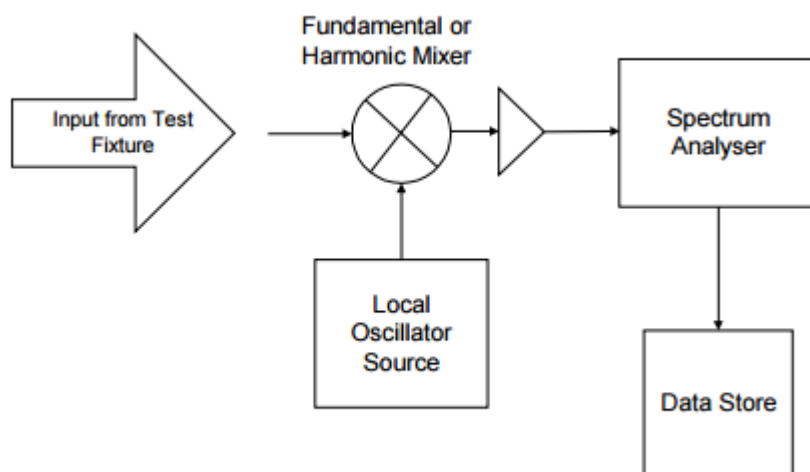 Fundamental or
Harmonic Mixer
Input from Test
Fixture
Spectrum
Analyser
Local
Oscillator
Source
Data Store